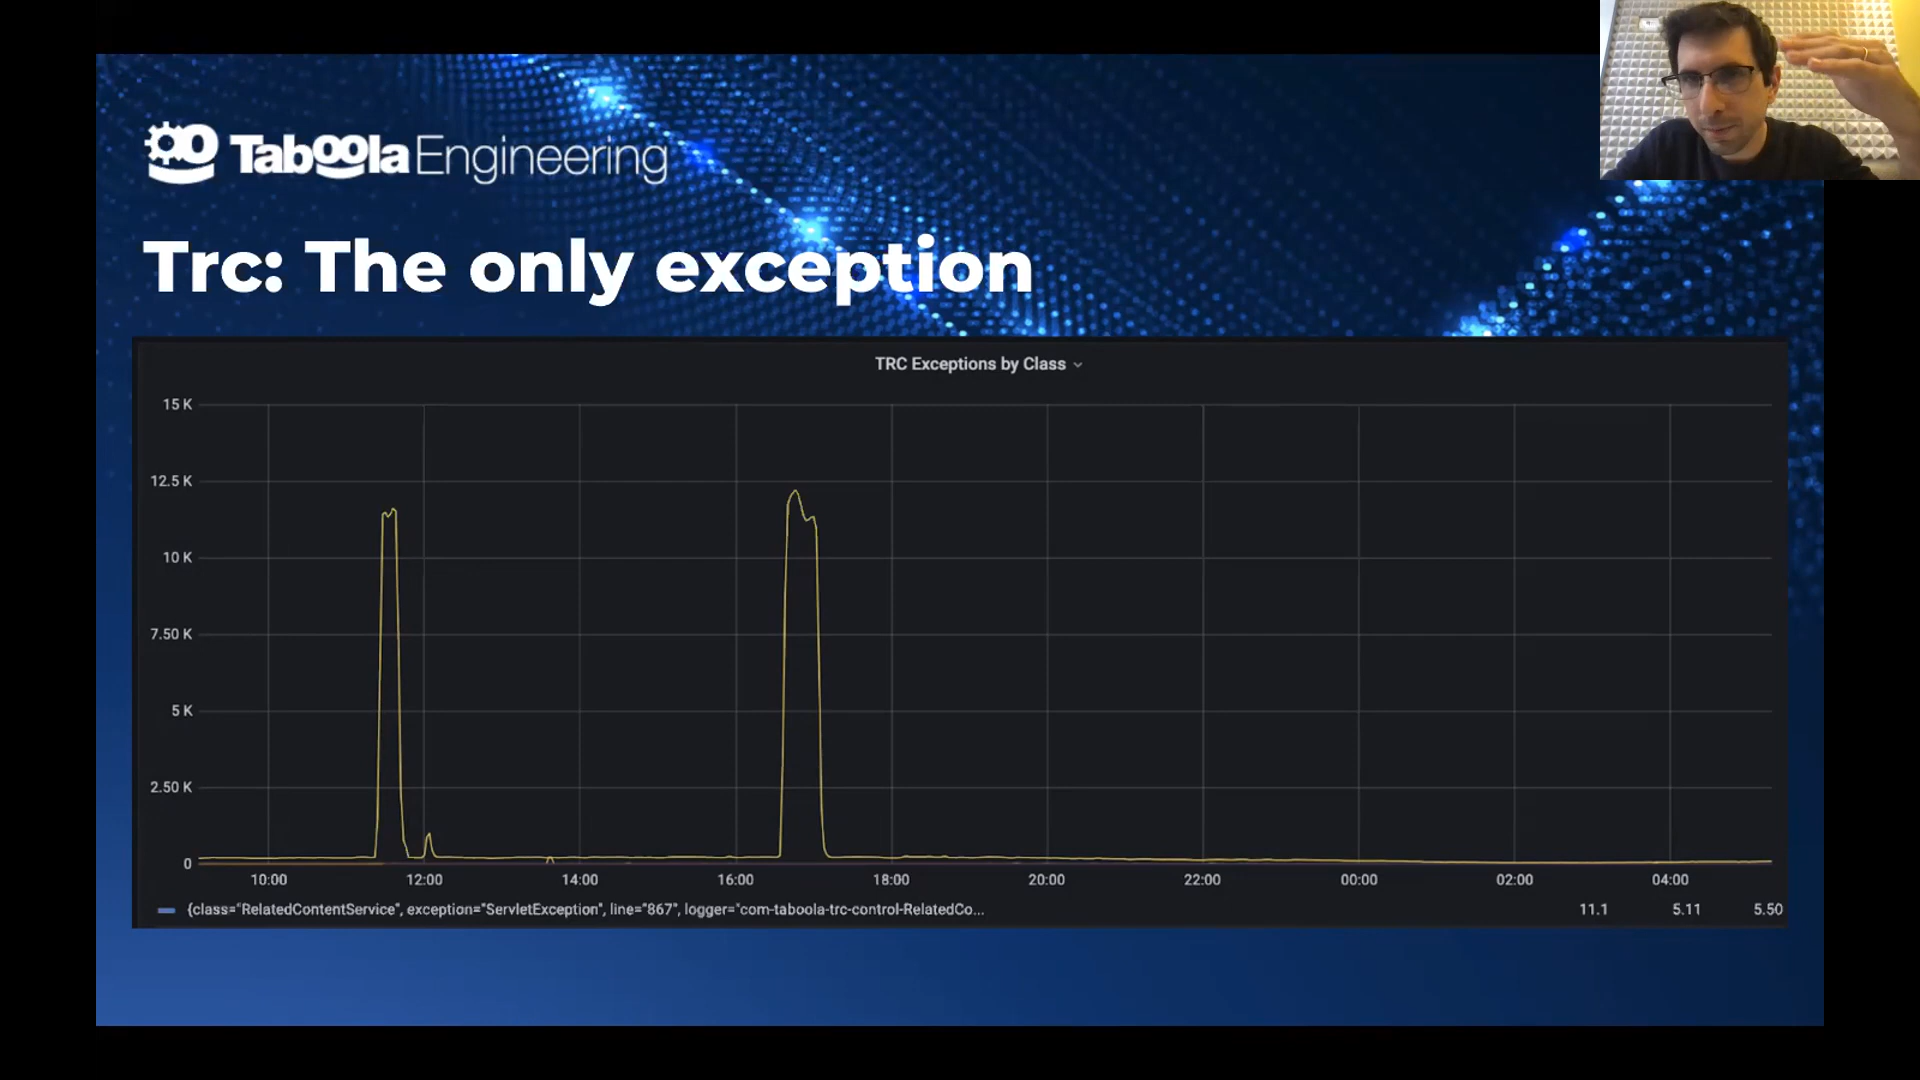 Taboola Engineering
Trc: The only exception
TRC Exceptions by Class
15 K
12.5 K
10 K
7.50 K
5 K
2.50 K
0
10:00 12:00 14:00 16:00 18:00 20:00 22:00 00:00 02:00 04:00
{class="RelatedContentService", exception="ServletException", line="867", logger="com-taboola-trc-control-RelatedCo... 11.1 5.11 5.50